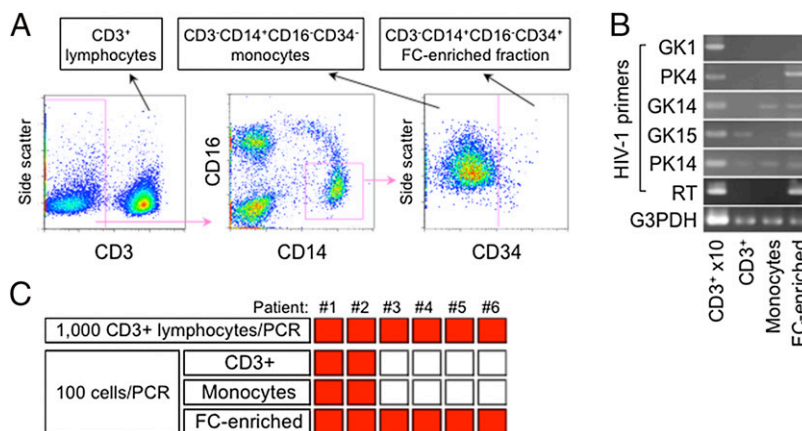 A
CD3⁺
lymphocytes
CD3⁻CD14⁺CD16⁻CD34⁻
monocytes
CD3⁻CD14⁺CD16⁻CD34⁺
FC-enriched fraction
Side scatter
CD3
CD16
CD14
Side scatter
CD34
B
HIV-1 primers
GK1
PK4
GK14
GK15
PK14
RT
G3PDH
CD3⁺ x10
CD3⁺
Monocytes
FC-enriched
C
Patient: #1 #2 #3 #4 #5 #6
1,000 CD3+ lymphocytes/PCR
100 cells/PCR
CD3+
Monocytes
FC-enriched